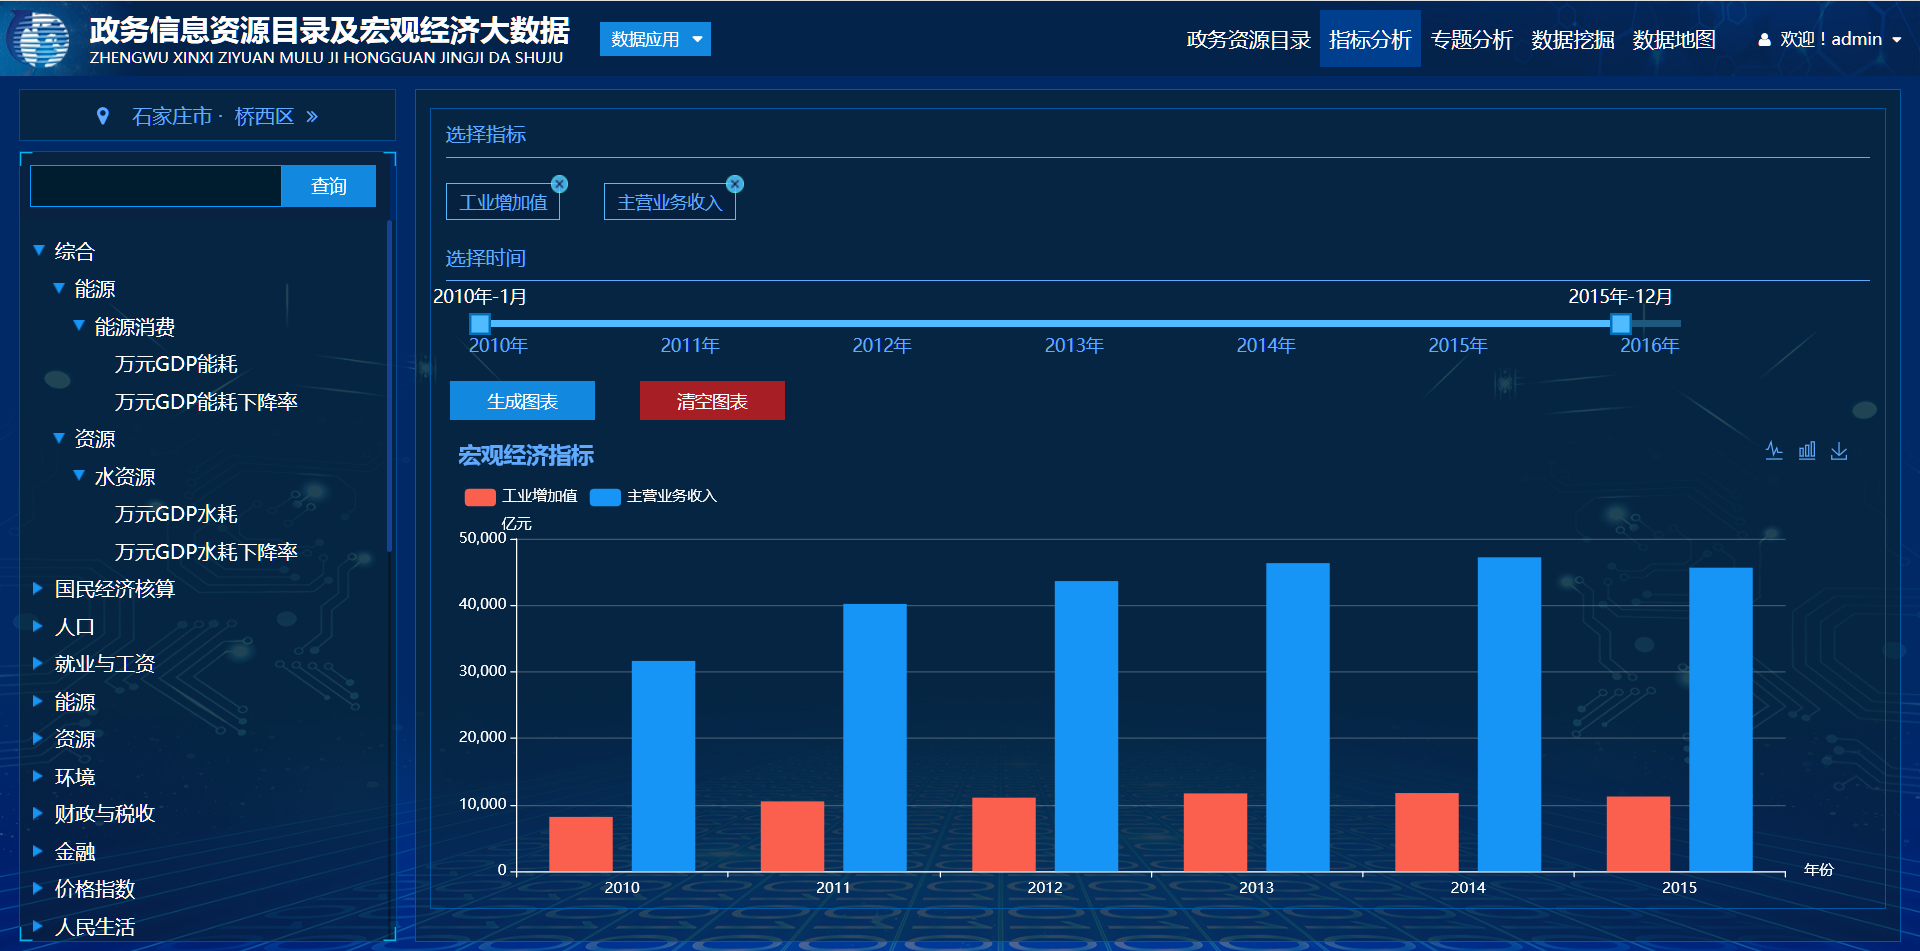 政务信息资源目录及宏观经济大数据
ZHENGWU XINXI ZIYUAN MULU JI HONGGUAN JINGJI DA SHUJU
数据应用
政务资源目录 指标分析 专题分析 数据挖掘 数据地图 欢迎！admin
石家庄市 · 桥西区 »
查询
综合
能源
能源消费
万元GDP能耗
万元GDP能耗下降率
资源
水资源
万元GDP水耗
万元GDP水耗下降率
国民经济核算
人口
就业与工资
能源
资源
环境
财政与税收
金融
价格指数
人民生活
选择指标
工业增加值 主营业务收入
选择时间
2010年-1月 2015年-12月
2010年 2011年 2012年 2013年 2014年 2015年 2016年
生成图表 清空图表
宏观经济指标
工业增加值 主营业务收入
亿元
50,000
40,000
30,000
20,000
10,000
0
年份
2010 2011 2012 2013 2014 2015